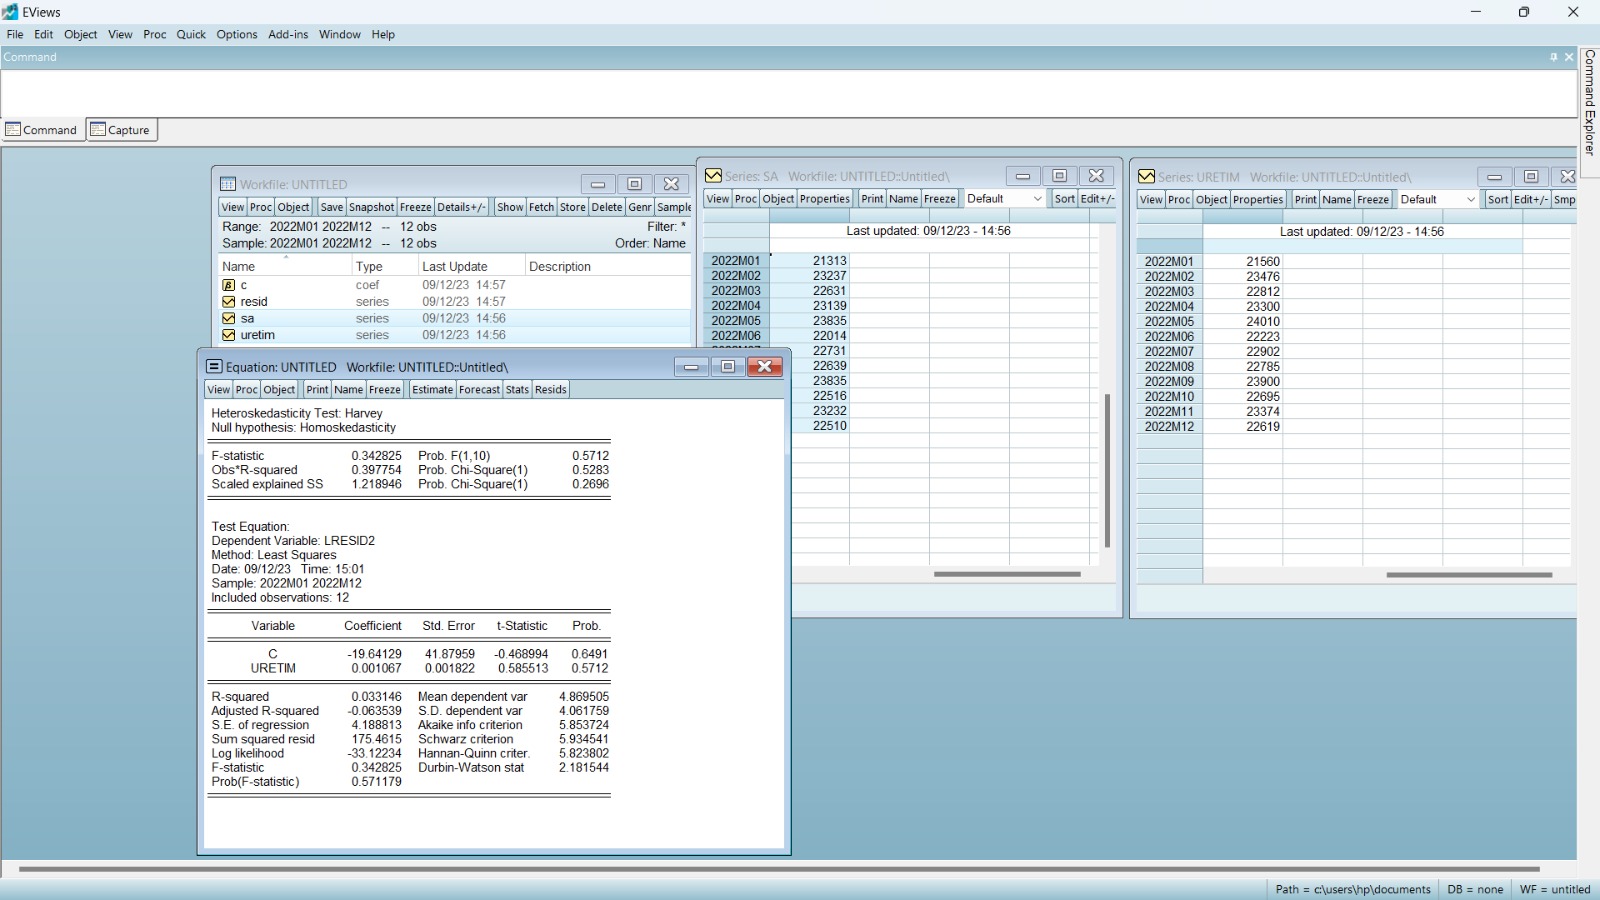 EViews
File Edit Object View Proc Quick Options Add-ins Window Help
Command
Command Explorer
Command Capture
Workfile: UNTITLED
View Proc Object Save Snapshot Freeze Details+/- Show Fetch Store Delete Genr Sample
Range: 2022M01 2022M12 -- 12 obs Filter: *
Sample: 2022M01 2022M12 -- 12 obs Order: Name
Name Type Last Update Description
β c coef 09/12/23 14:57
resid series 09/12/23 14:57
sa series 09/12/23 14:56
uretim series 09/12/23 14:56
Series: SA Workfile: UNTITLED::Untitled\
View Proc Object Properties Print Name Freeze Default Sort Edit+/-
Last updated: 09/12/23 - 14:56
2022M01 21313
2022M02 23237
2022M03 22631
2022M04 23139
2022M05 23835
2022M06 22014
22731
22639
23835
22516
23232
22510
Series: URETIM Workfile: UNTITLED::Untitled\
View Proc Object Properties Print Name Freeze Default Sort Edit+/- Smp
Last updated: 09/12/23 - 14:56
2022M01 21560
2022M02 23476
2022M03 22812
2022M04 23300
2022M05 24010
2022M06 22223
2022M07 22902
2022M08 22785
2022M09 23900
2022M10 22695
2022M11 23374
2022M12 22619
Equation: UNTITLED Workfile: UNTITLED::Untitled\
View Proc Object Print Name Freeze Estimate Forecast Stats Resids
Heteroskedasticity Test: Harvey
Null hypothesis: Homoskedasticity
F-statistic 0.342825 Prob. F(1,10) 0.5712
Obs*R-squared 0.397754 Prob. Chi-Square(1) 0.5283
Scaled explained SS 1.218946 Prob. Chi-Square(1) 0.2696
Test Equation:
Dependent Variable: LRESID2
Method: Least Squares
Date: 09/12/23 Time: 15:01
Sample: 2022M01 2022M12
Included observations: 12
Variable Coefficient Std. Error t-Statistic Prob.
C -19.64129 41.87959 -0.468994 0.6491
URETIM 0.001067 0.001822 0.585513 0.5712
R-squared 0.033146 Mean dependent var 4.869505
Adjusted R-squared -0.063539 S.D. dependent var 4.061759
S.E. of regression 4.188813 Akaike info criterion 5.853724
Sum squared resid 175.4615 Schwarz criterion 5.934541
Log likelihood -33.12234 Hannan-Quinn criter. 5.823802
F-statistic 0.342825 Durbin-Watson stat 2.181544
Prob(F-statistic) 0.571179
Path = c:\users\hp\documents DB = none WF = untitled